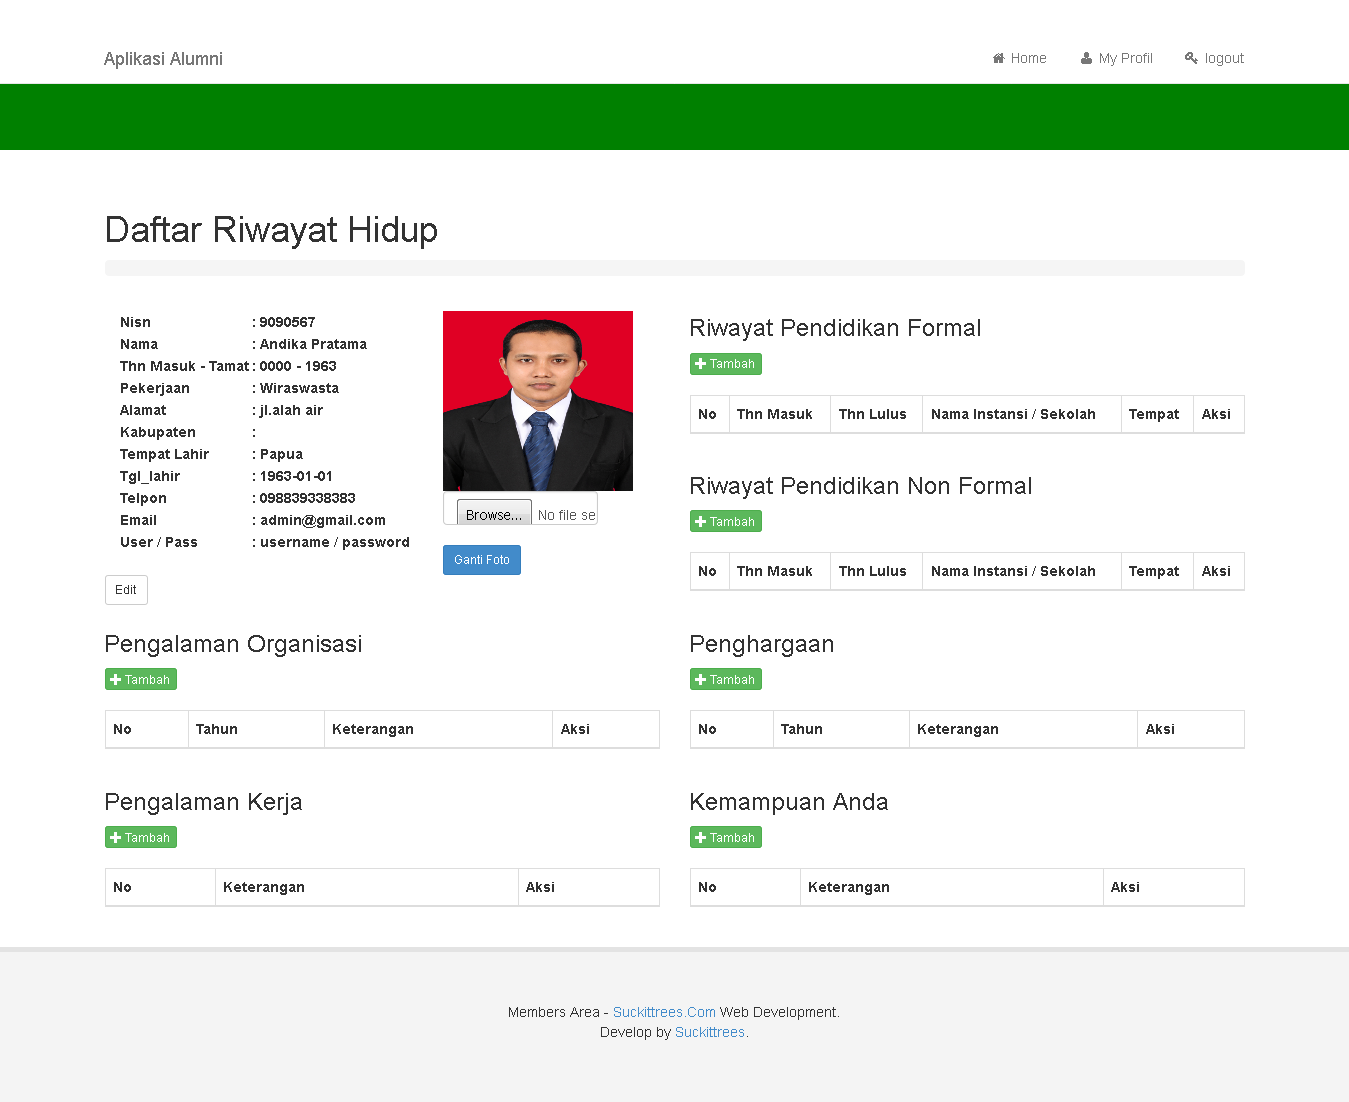 Aplikasi Alumni
Home My Profil logout
Daftar Riwayat Hidup
Nisn : 9090567
Nama : Andika Pratama
Thn Masuk - Tamat : 0000 - 1963
Pekerjaan : Wiraswasta
Alamat : jl.alah air
Kabupaten :
Tempat Lahir : Papua
Tgl_lahir : 1963-01-01
Telpon : 098839338383
Email : admin@gmail.com
User / Pass : username / password
Edit
Browse... No file se
Ganti Foto
Riwayat Pendidikan Formal
Tambah
No Thn Masuk Thn Lulus Nama Instansi / Sekolah Tempat Aksi
Riwayat Pendidikan Non Formal
Tambah
No Thn Masuk Thn Lulus Nama Instansi / Sekolah Tempat Aksi
Pengalaman Organisasi
Tambah
No Tahun Keterangan Aksi
Penghargaan
Tambah
No Tahun Keterangan Aksi
Pengalaman Kerja
Tambah
No Keterangan Aksi
Kemampuan Anda
Tambah
No Keterangan Aksi
Members Area - Suckittrees.Com Web Development.
Develop by Suckittrees.